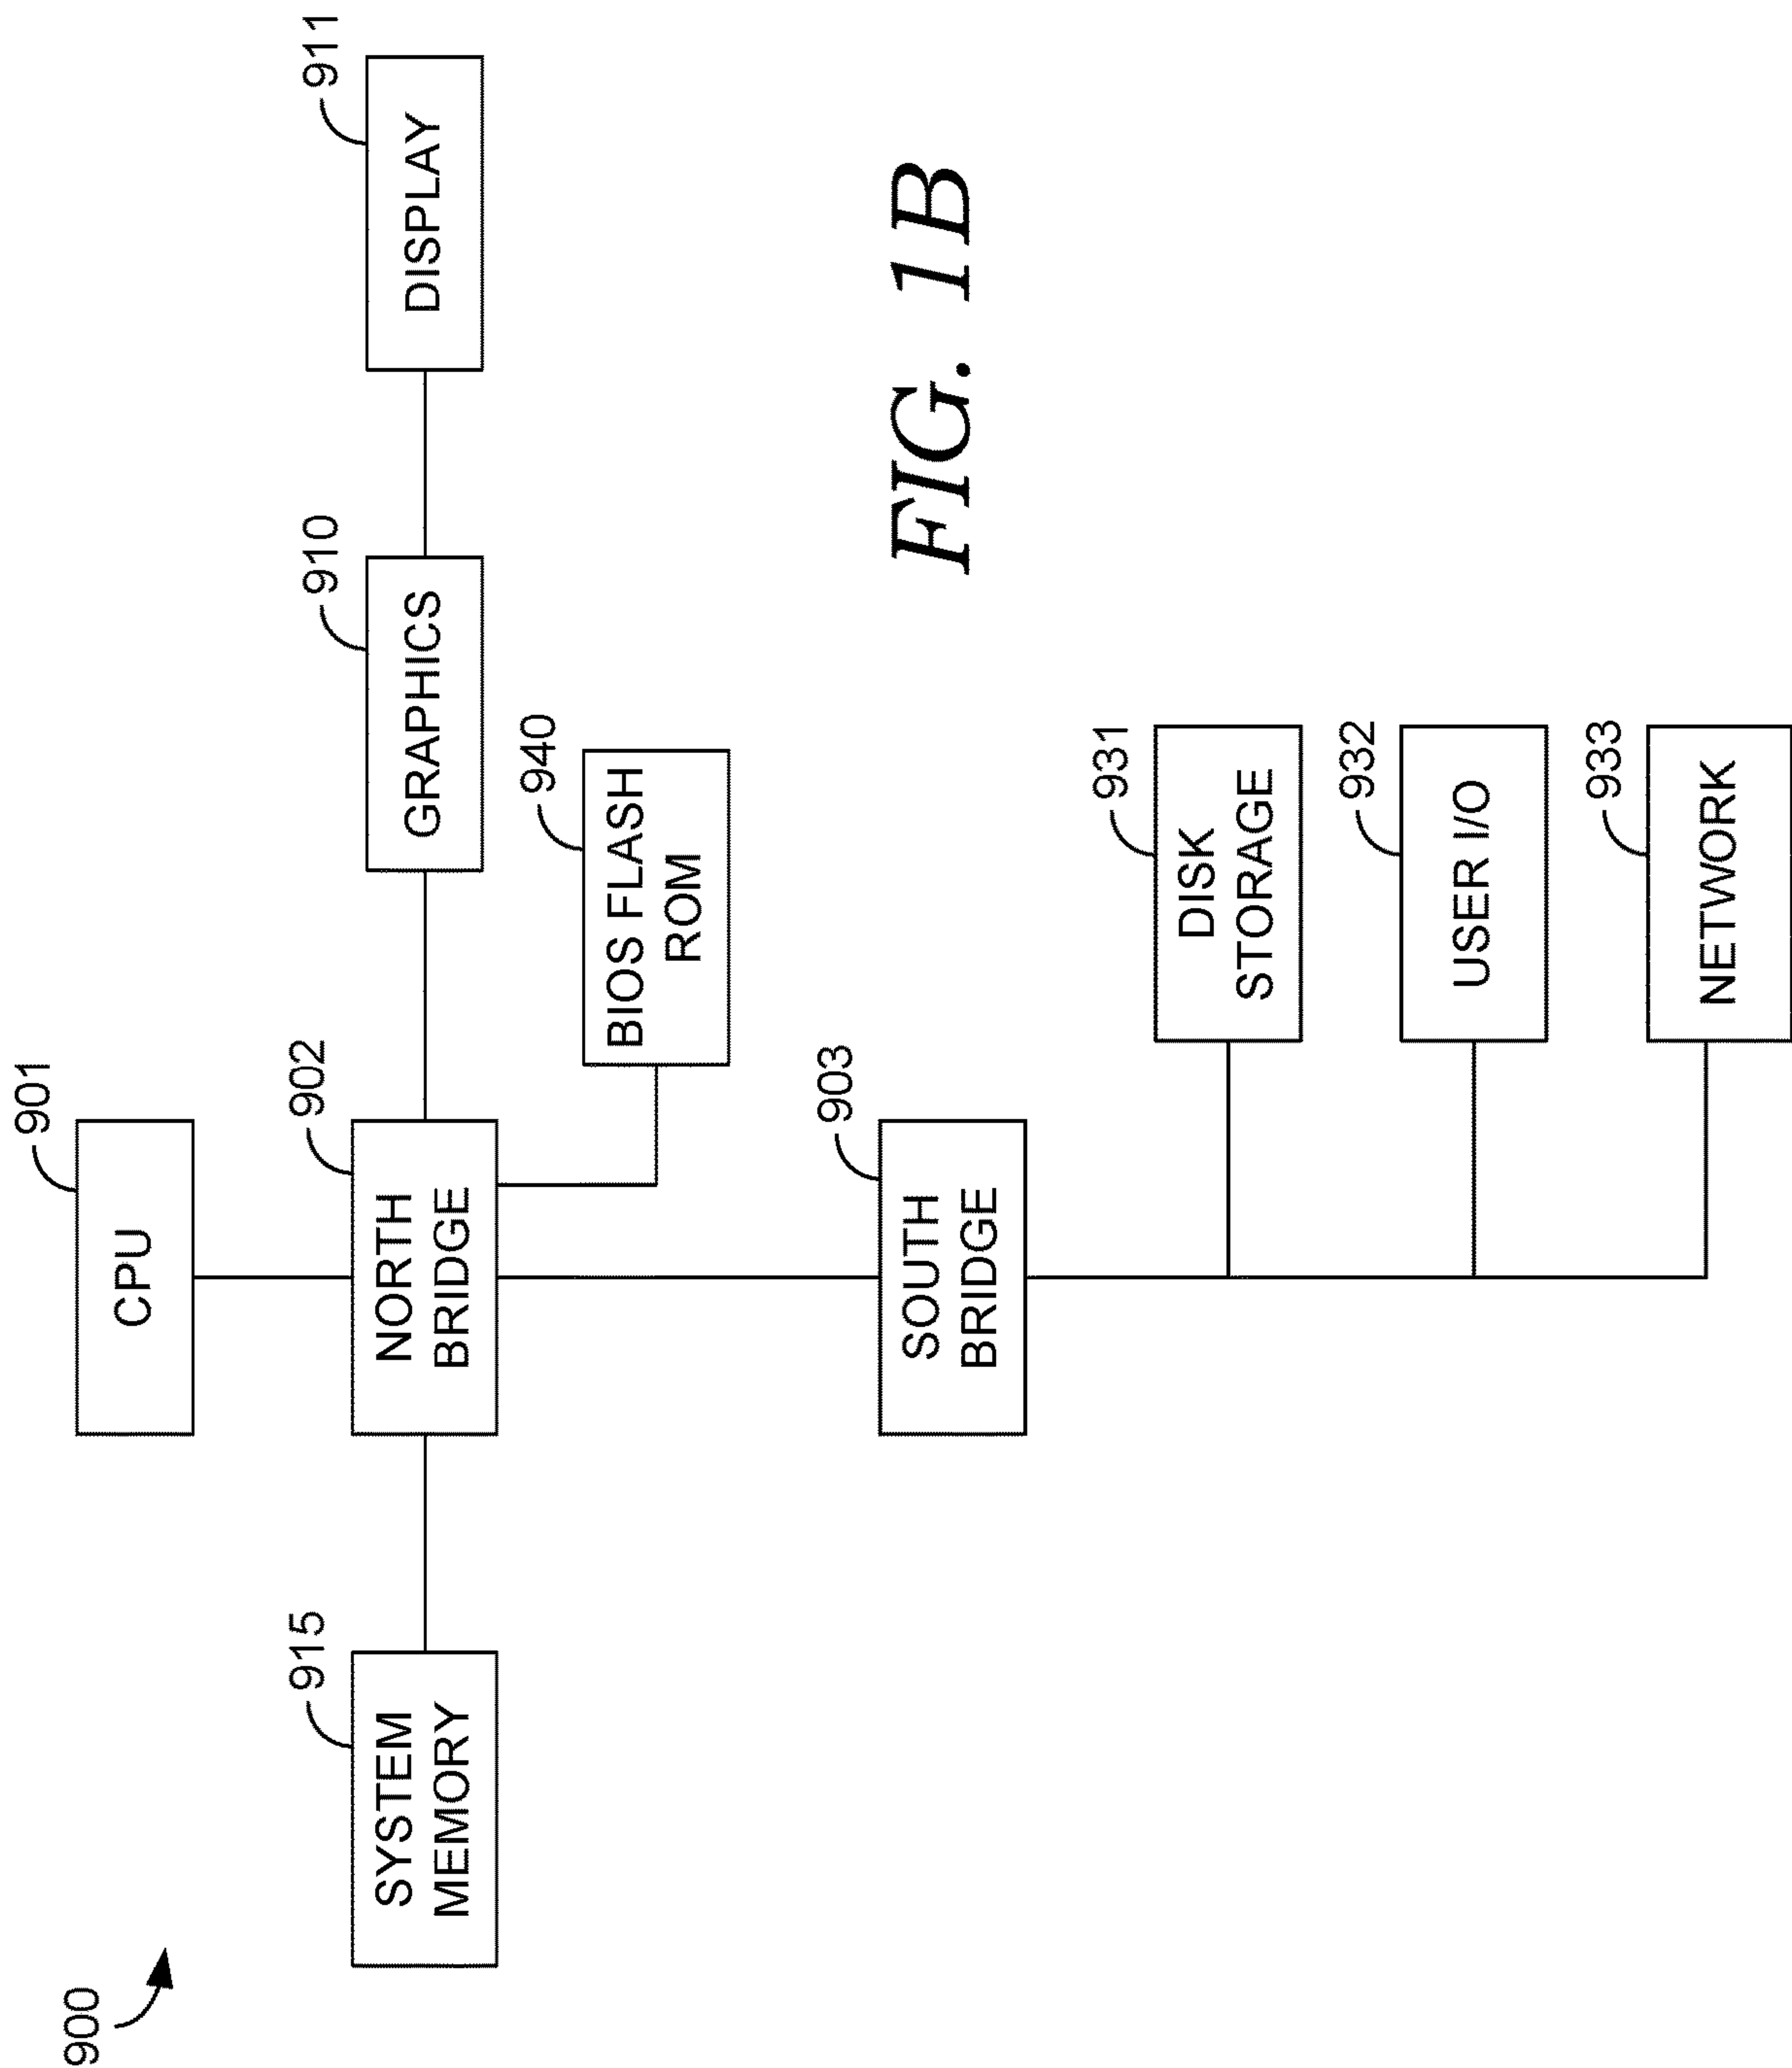 900
901
CPU
915
SYSTEM
MEMORY
902
NORTH
BRIDGE
910
GRAPHICS
911
DISPLAY
940
BIOS FLASH
ROM
903
SOUTH
BRIDGE
931
DISK
STORAGE
932
USER I/O
933
NETWORK
FIG. 1B